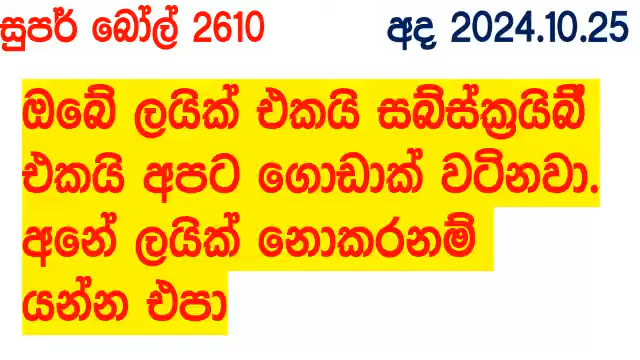 සුපර් බෝල් 2610 අද 2024.10.25
ඔබේ ලයික් එකයි සබ්ස්ක්‍රයිබ්
එකයි අපට ගොඩාක් වටිනවා.
අනේ ලයික් නොකරනම්
යන්න එපා